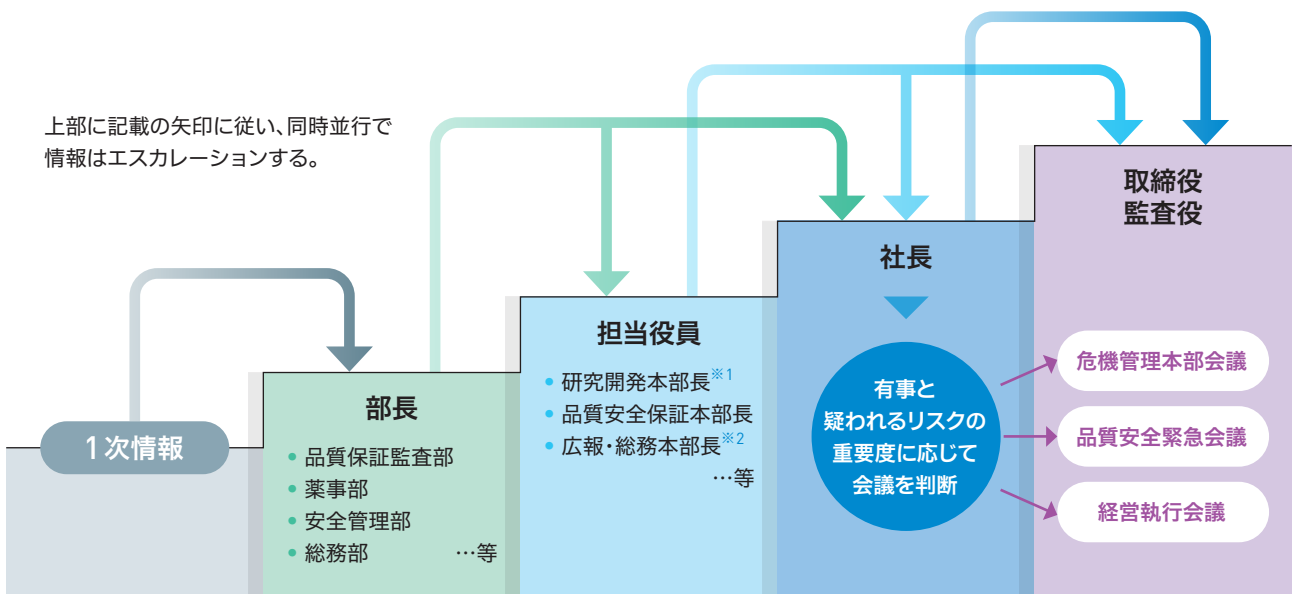 上部に記載の矢印に従い、同時並行で
情報はエスカレーションする。
1次情報
部長
• 品質保証監査部
• 薬事部
• 安全管理部
• 総務部 …等
担当役員
• 研究開発本部長※1
• 品質安全保証本部長
• 広報・総務本部長※2
…等
社長
有事と
疑われるリスクの
重要度に応じて
会議を判断
取締役
監査役
危機管理本部会議
品質安全緊急会議
経営執行会議